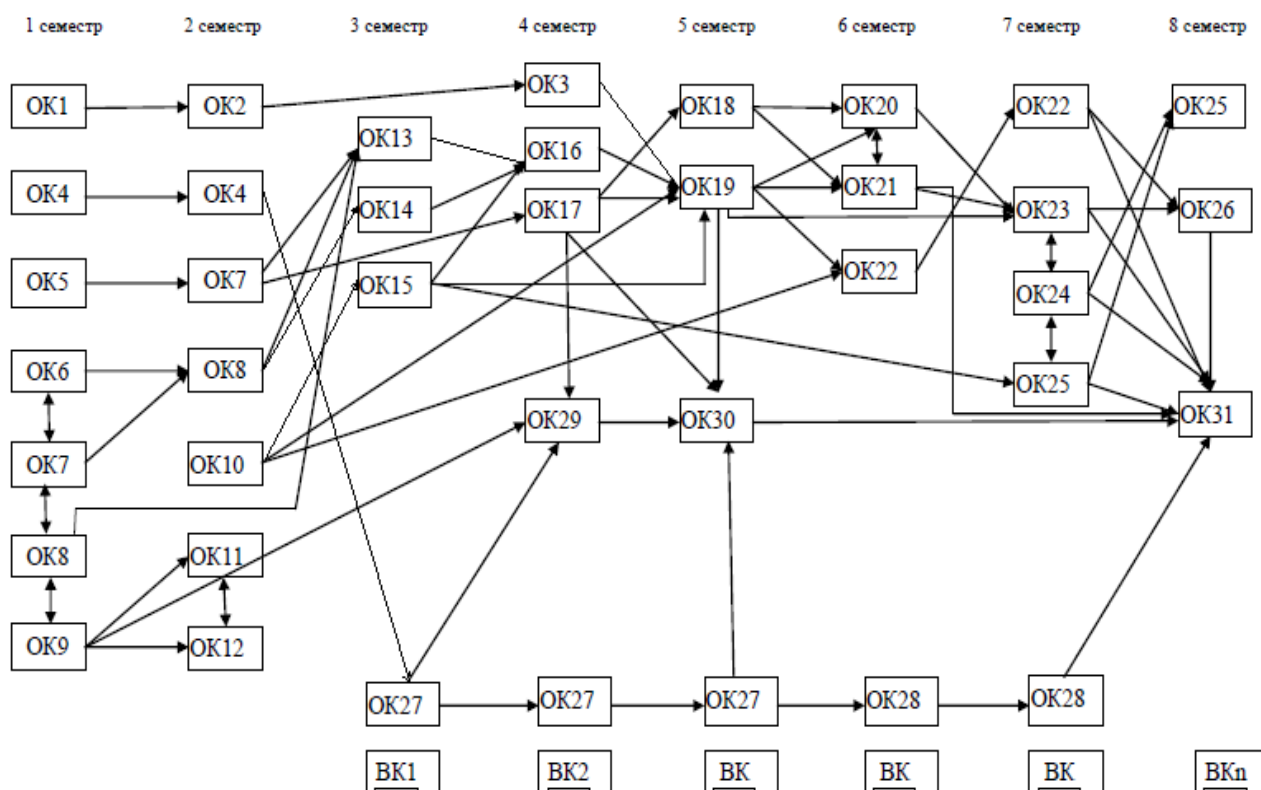 1 семестр 2 семестр 3 семестр 4 семестр 5 семестр 6 семестр 7 семестр 8 семестр
ОК1 ОК2 ОК3 ОК18 ОК20 ОК22 ОК25
ОК13 ОК16
ОК4 ОК4 ОК14 ОК17 ОК19 ОК21 ОК23 ОК26
ОК5 ОК7 ОК15 ОК22 ОК24
ОК6 ОК8 ОК25
ОК29 ОК30 ОК31
ОК7 ОК10
ОК8 ОК11
ОК9 ОК12
ОК27 ОК27 ОК27 ОК28 ОК28
ВК1 ВК2 ВК ВК ВК ВКn